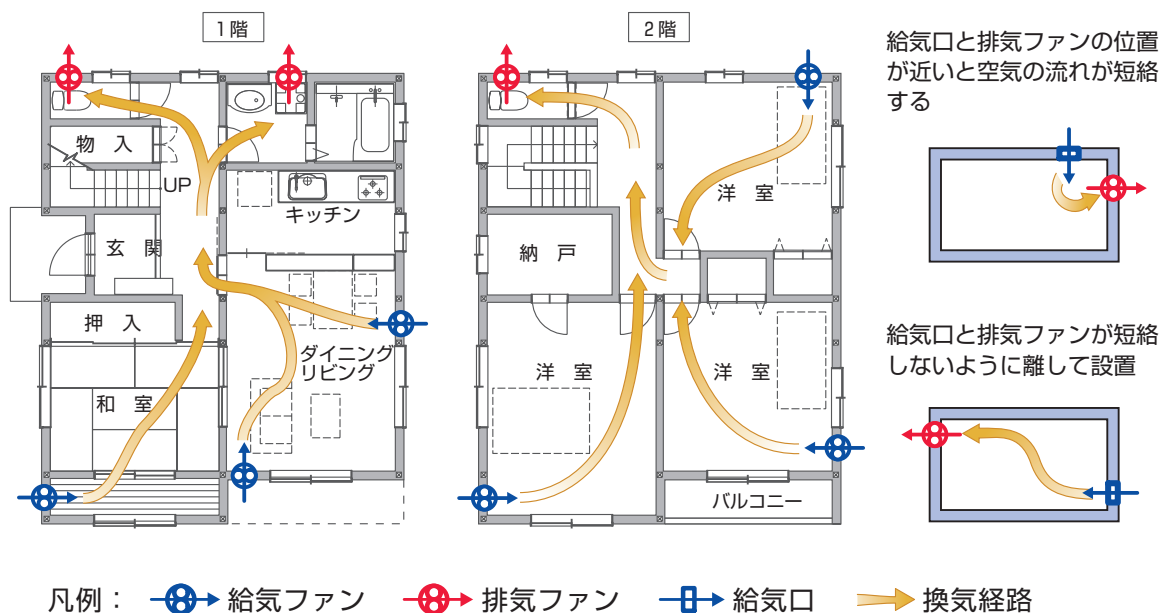 1階
物 入
UP
キッチン
玄 関
押 入
ダイニング
リビング
和 室
2階
洋 室
納 戸
洋 室
洋 室
バルコニー
給気口と排気ファンの位置
が近いと空気の流れが短絡
する
給気口と排気ファンが短絡
しないように離して設置
凡例： 給気ファン 排気ファン 給気口 換気経路